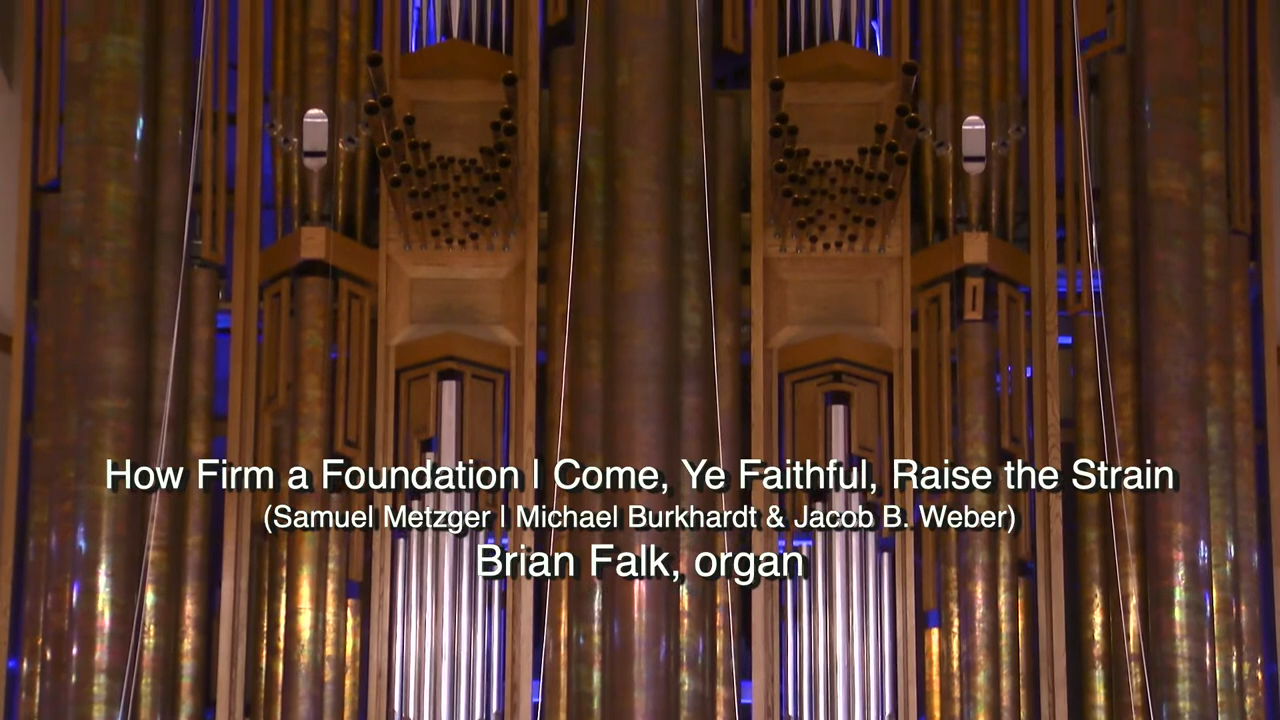 How Firm a Foundation | Come, Ye Faithful, Raise the Strain
(Samuel Metzger | Michael Burkhardt & Jacob B. Weber)
Brian Falk, organ